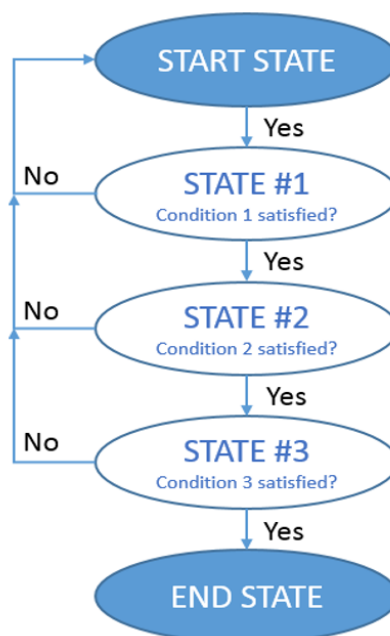 START STATE
Yes
No
STATE #1
Condition 1 satisfied?
Yes
No
STATE #2
Condition 2 satisfied?
Yes
No
STATE #3
Condition 3 satisfied?
Yes
END STATE